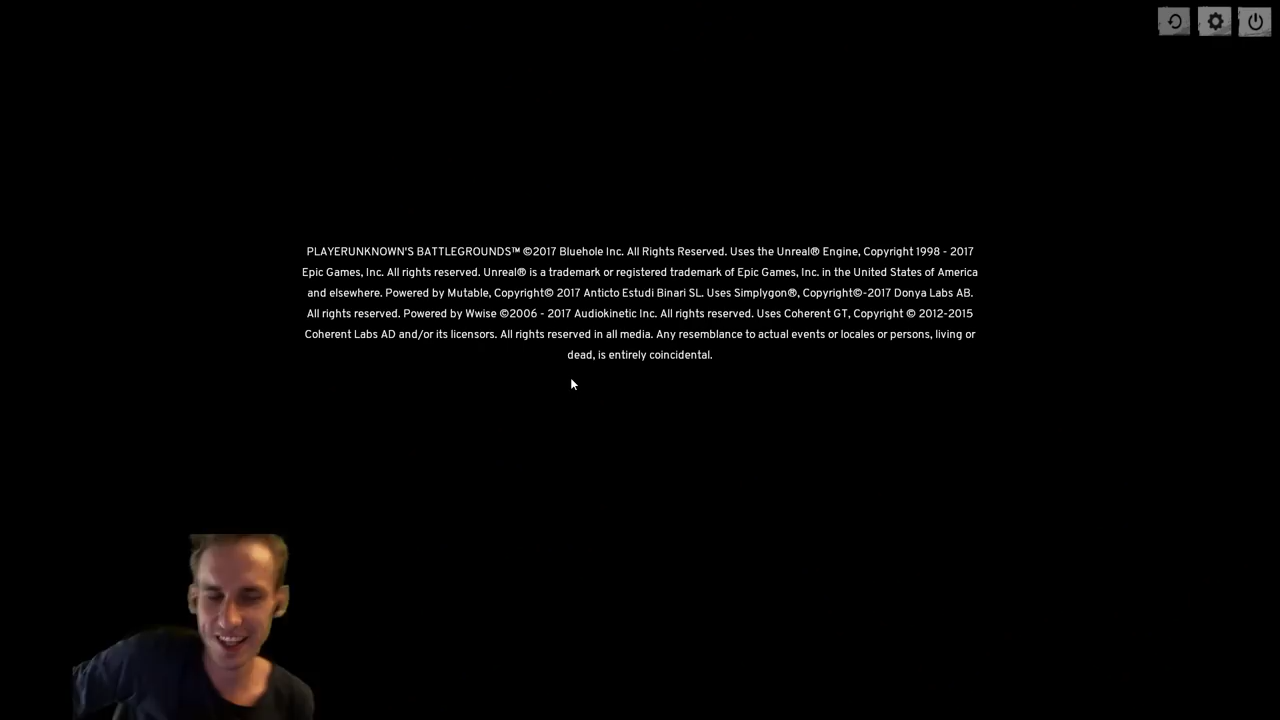 PLAYERUNKNOWN'S BATTLEGROUNDS™ ©2017 Bluehole Inc. All Rights Reserved. Uses the Unreal® Engine, Copyright 1998 - 2017
Epic Games, Inc. All rights reserved. Unreal® is a trademark or registered trademark of Epic Games, Inc. in the United States of America
and elsewhere. Powered by Mutable, Copyright© 2017 Anticto Estudi Binari SL. Uses Simplygon®, Copyright©-2017 Donya Labs AB.
All rights reserved. Powered by Wwise ©2006 - 2017 Audiokinetic Inc. All rights reserved. Uses Coherent GT, Copyright © 2012-2015
Coherent Labs AD and/or its licensors. All rights reserved in all media. Any resemblance to actual events or locales or persons, living or
dead, is entirely coincidental.